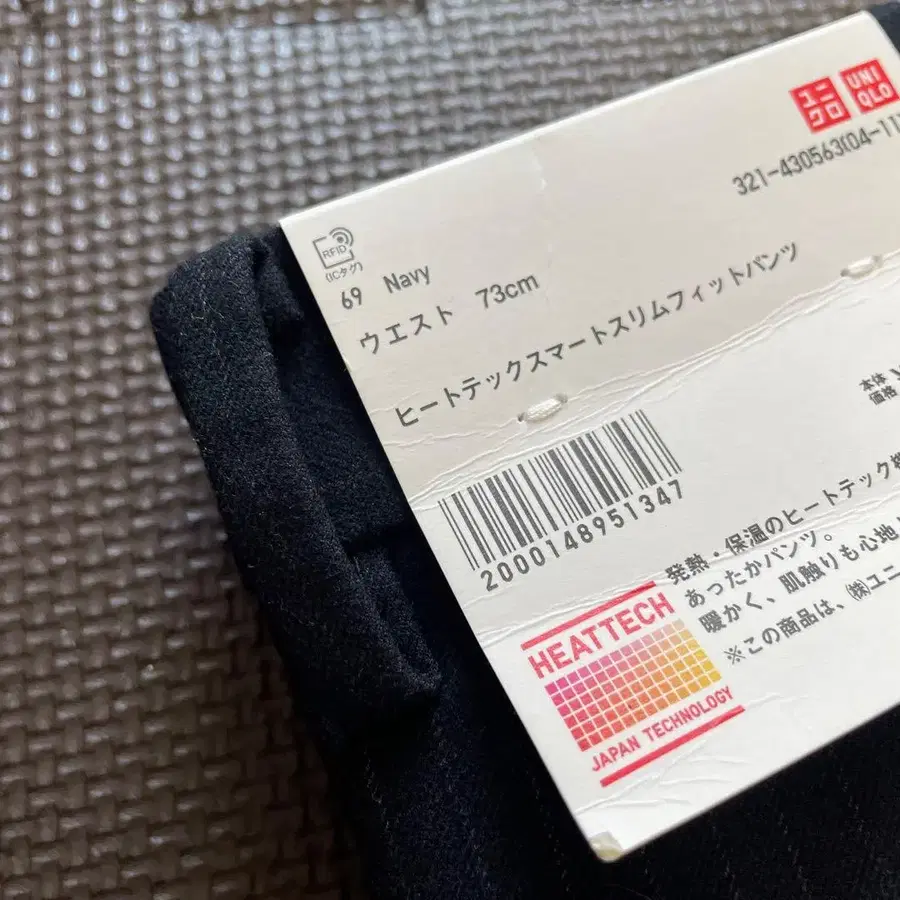 ユニクロ
UNIQLO
321-430563(04-11)
RFID
(ICタグ)
69 Navy
ウエスト 73cm
ヒートテックスマートスリムフィットパンツ
本体
価格
2000148951347
発熱・保温のヒートテック
あったかパンツ。
暖かく、肌触りも心地
※この商品は、㈱ユニ
HEATTECH
JAPAN TECHNOLOGY